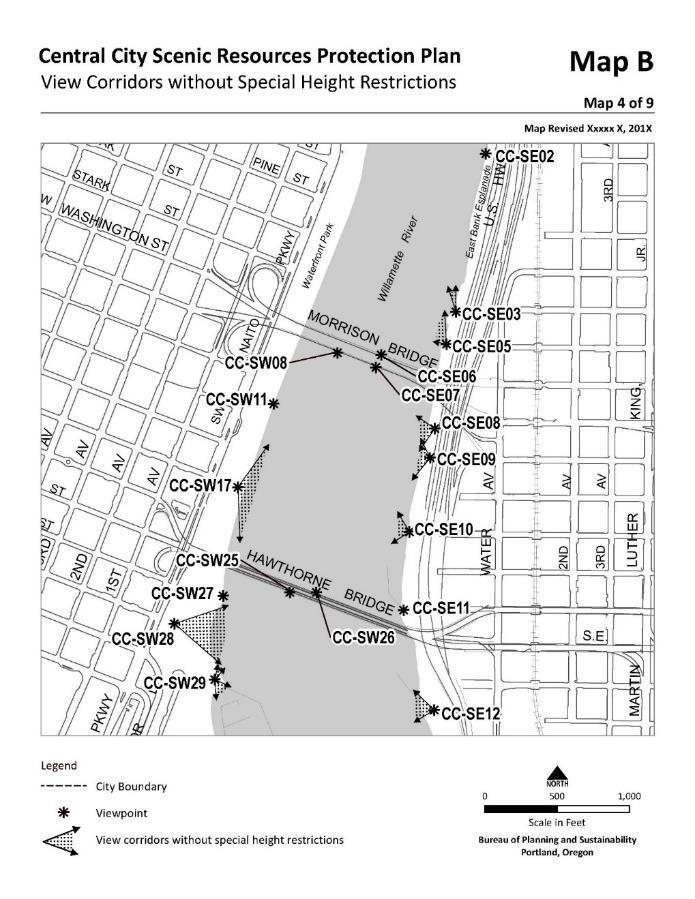 Central City Scenic Resources Protection Plan
View Corridors without Special Height Restrictions
Map B
Map 4 of 9
Map Revised Xxxxx X, 201X
CC-SE02
ST
PINE ST
STARK ST
3RD
W WASHINGTON ST
U.S. HW
East Bank Esplanade
Willamette River
Waterfront Park
PKWY
JR.
NAITO
SW
CC-SE03
MORRISON BRIDGE
CC-SE05
CC-SW08
CC-SE06
CC-SE07
CC-SW11
KING,
CC-SE08
CC-SE09
AV
AV
AV
AV
ST
CC-SW17
AV
AV
AV
CC-SE10
ST
WATER
2ND
3RD
LUTHER
CC-SW25
HAWTHORNE BRIDGE
2ND
1ST
CC-SW27
CC-SE11
CC-SW28
CC-SW26
S.E.
CC-SW29
MARTIN
PKWY
CC-SE12
Legend
City Boundary
Viewpoint
View corridors without special height restrictions
NORTH
0 500 1,000
Scale in Feet
Bureau of Planning and Sustainability
Portland, Oregon